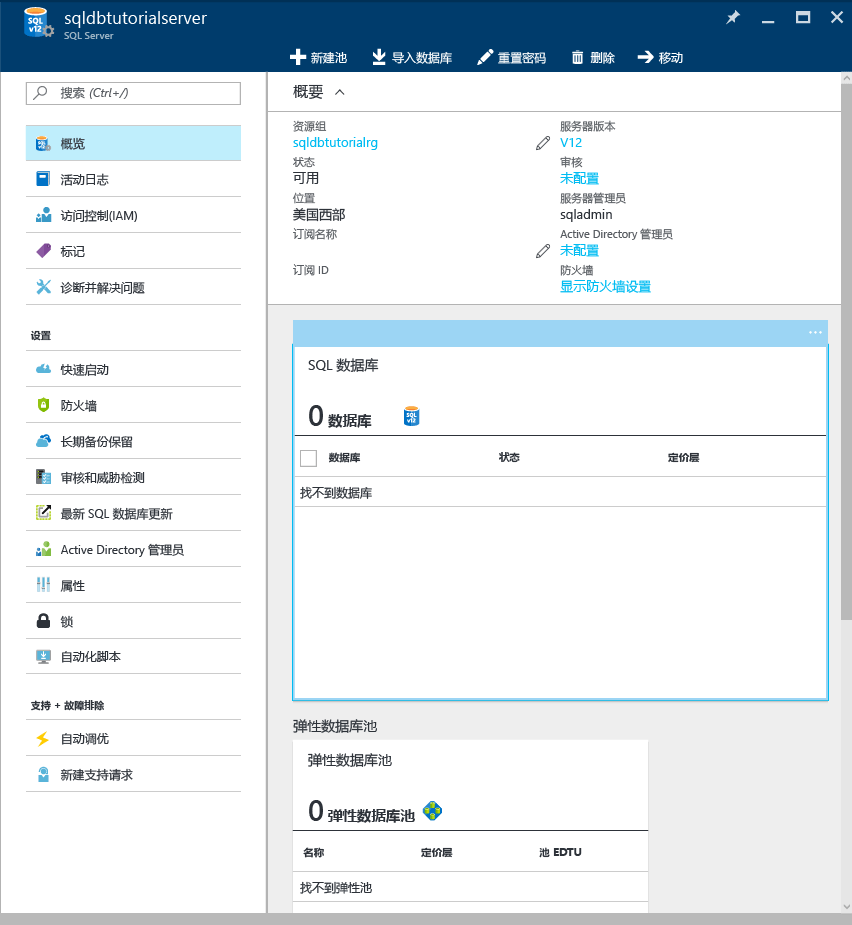 sqldbtutorialserver
SQL Server
新建池 导入数据库 重置密码 删除 移动
搜索 (Ctrl+/)
概览
活动日志
访问控制(IAM)
标记
诊断并解决问题
设置
快速启动
防火墙
长期备份保留
审核和威胁检测
最新 SQL 数据库更新
Active Directory 管理员
属性
锁
自动化脚本
支持 + 故障排除
自动调优
新建支持请求
概要
资源组
sqldbtutorialrg
状态
可用
位置
美国西部
订阅名称
订阅 ID
服务器版本
V12
审核
未配置
服务器管理员
sqladmin
Active Directory 管理员
未配置
防火墙
显示防火墙设置
...
SQL 数据库
0 数据库
数据库 状态 定价层
找不到数据库
弹性数据库池
弹性数据库池
0 弹性数据库池
名称 定价层 池 EDTU
找不到弹性池